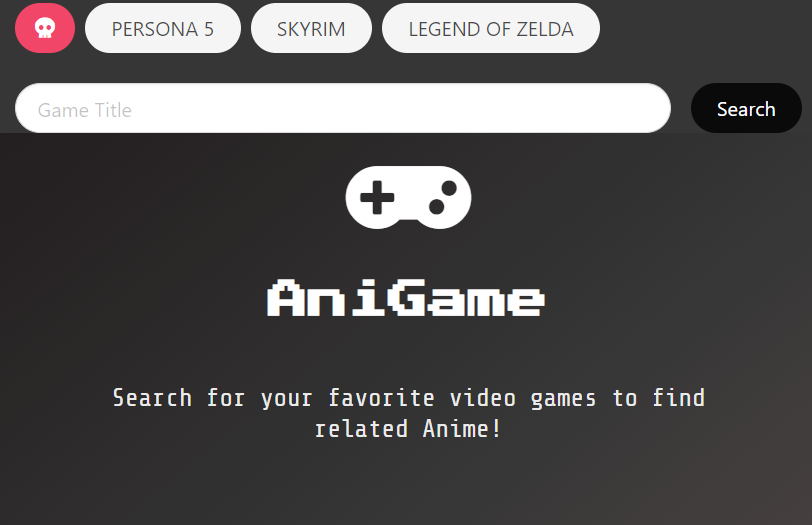 PERSONA 5
SKYRIM
LEGEND OF ZELDA
Game Title
Search
AniGame
Search for your favorite video games to find
related Anime!